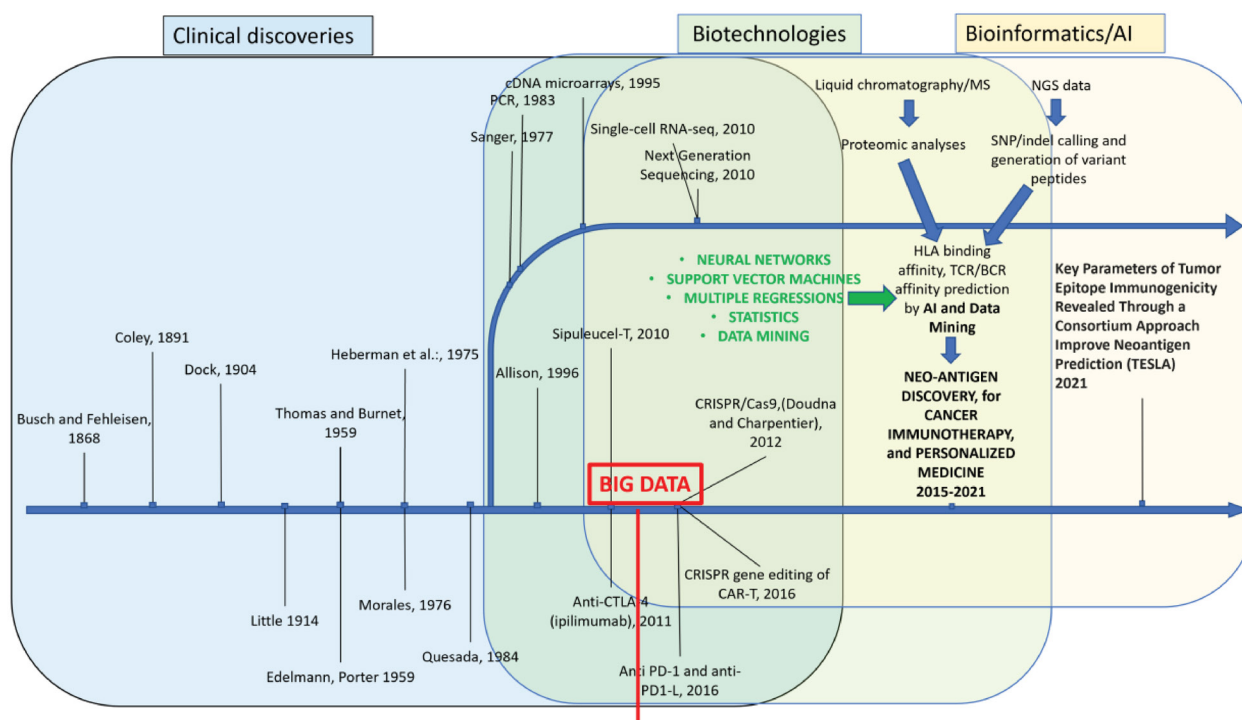 Clinical discoveries
Biotechnologies
Bioinformatics/AI
cDNA microarrays, 1995
PCR, 1983
Sanger, 1977
Single-cell RNA-seq, 2010
Next Generation
Sequencing, 2010
Liquid chromatography/MS
Proteomic analyses
NGS data
SNP/indel calling and
generation of variant
peptides
• NEURAL NETWORKS
• SUPPORT VECTOR MACHINES
• MULTIPLE REGRESSIONS
• STATISTICS
• DATA MINING
HLA binding
affinity, TCR/BCR
affinity prediction
by AI and Data
Mining
NEO-ANTIGEN
DISCOVERY, for
CANCER
IMMUNOTHERAPY,
and PERSONALIZED
MEDICINE
2015-2021
Key Parameters of Tumor
Epitope Immunogenicity
Revealed Through a
Consortium Approach
Improve Neoantigen
Prediction (TESLA)
2021
Busch and Fehleisen,
1868
Coley, 1891
Dock, 1904
Thomas and Burnet,
1959
Heberman et al.:, 1975
Allison, 1996
Sipuleucel-T, 2010
CRISPR/Cas9,(Doudna
and Charpentier),
2012
BIG DATA
Little 1914
Edelmann, Porter 1959
Morales, 1976
Quesada, 1984
Anti-CTLA-4
(ipilimumab), 2011
Anti PD-1 and anti-
PD1-L, 2016
CRISPR gene editing of
CAR-T, 2016